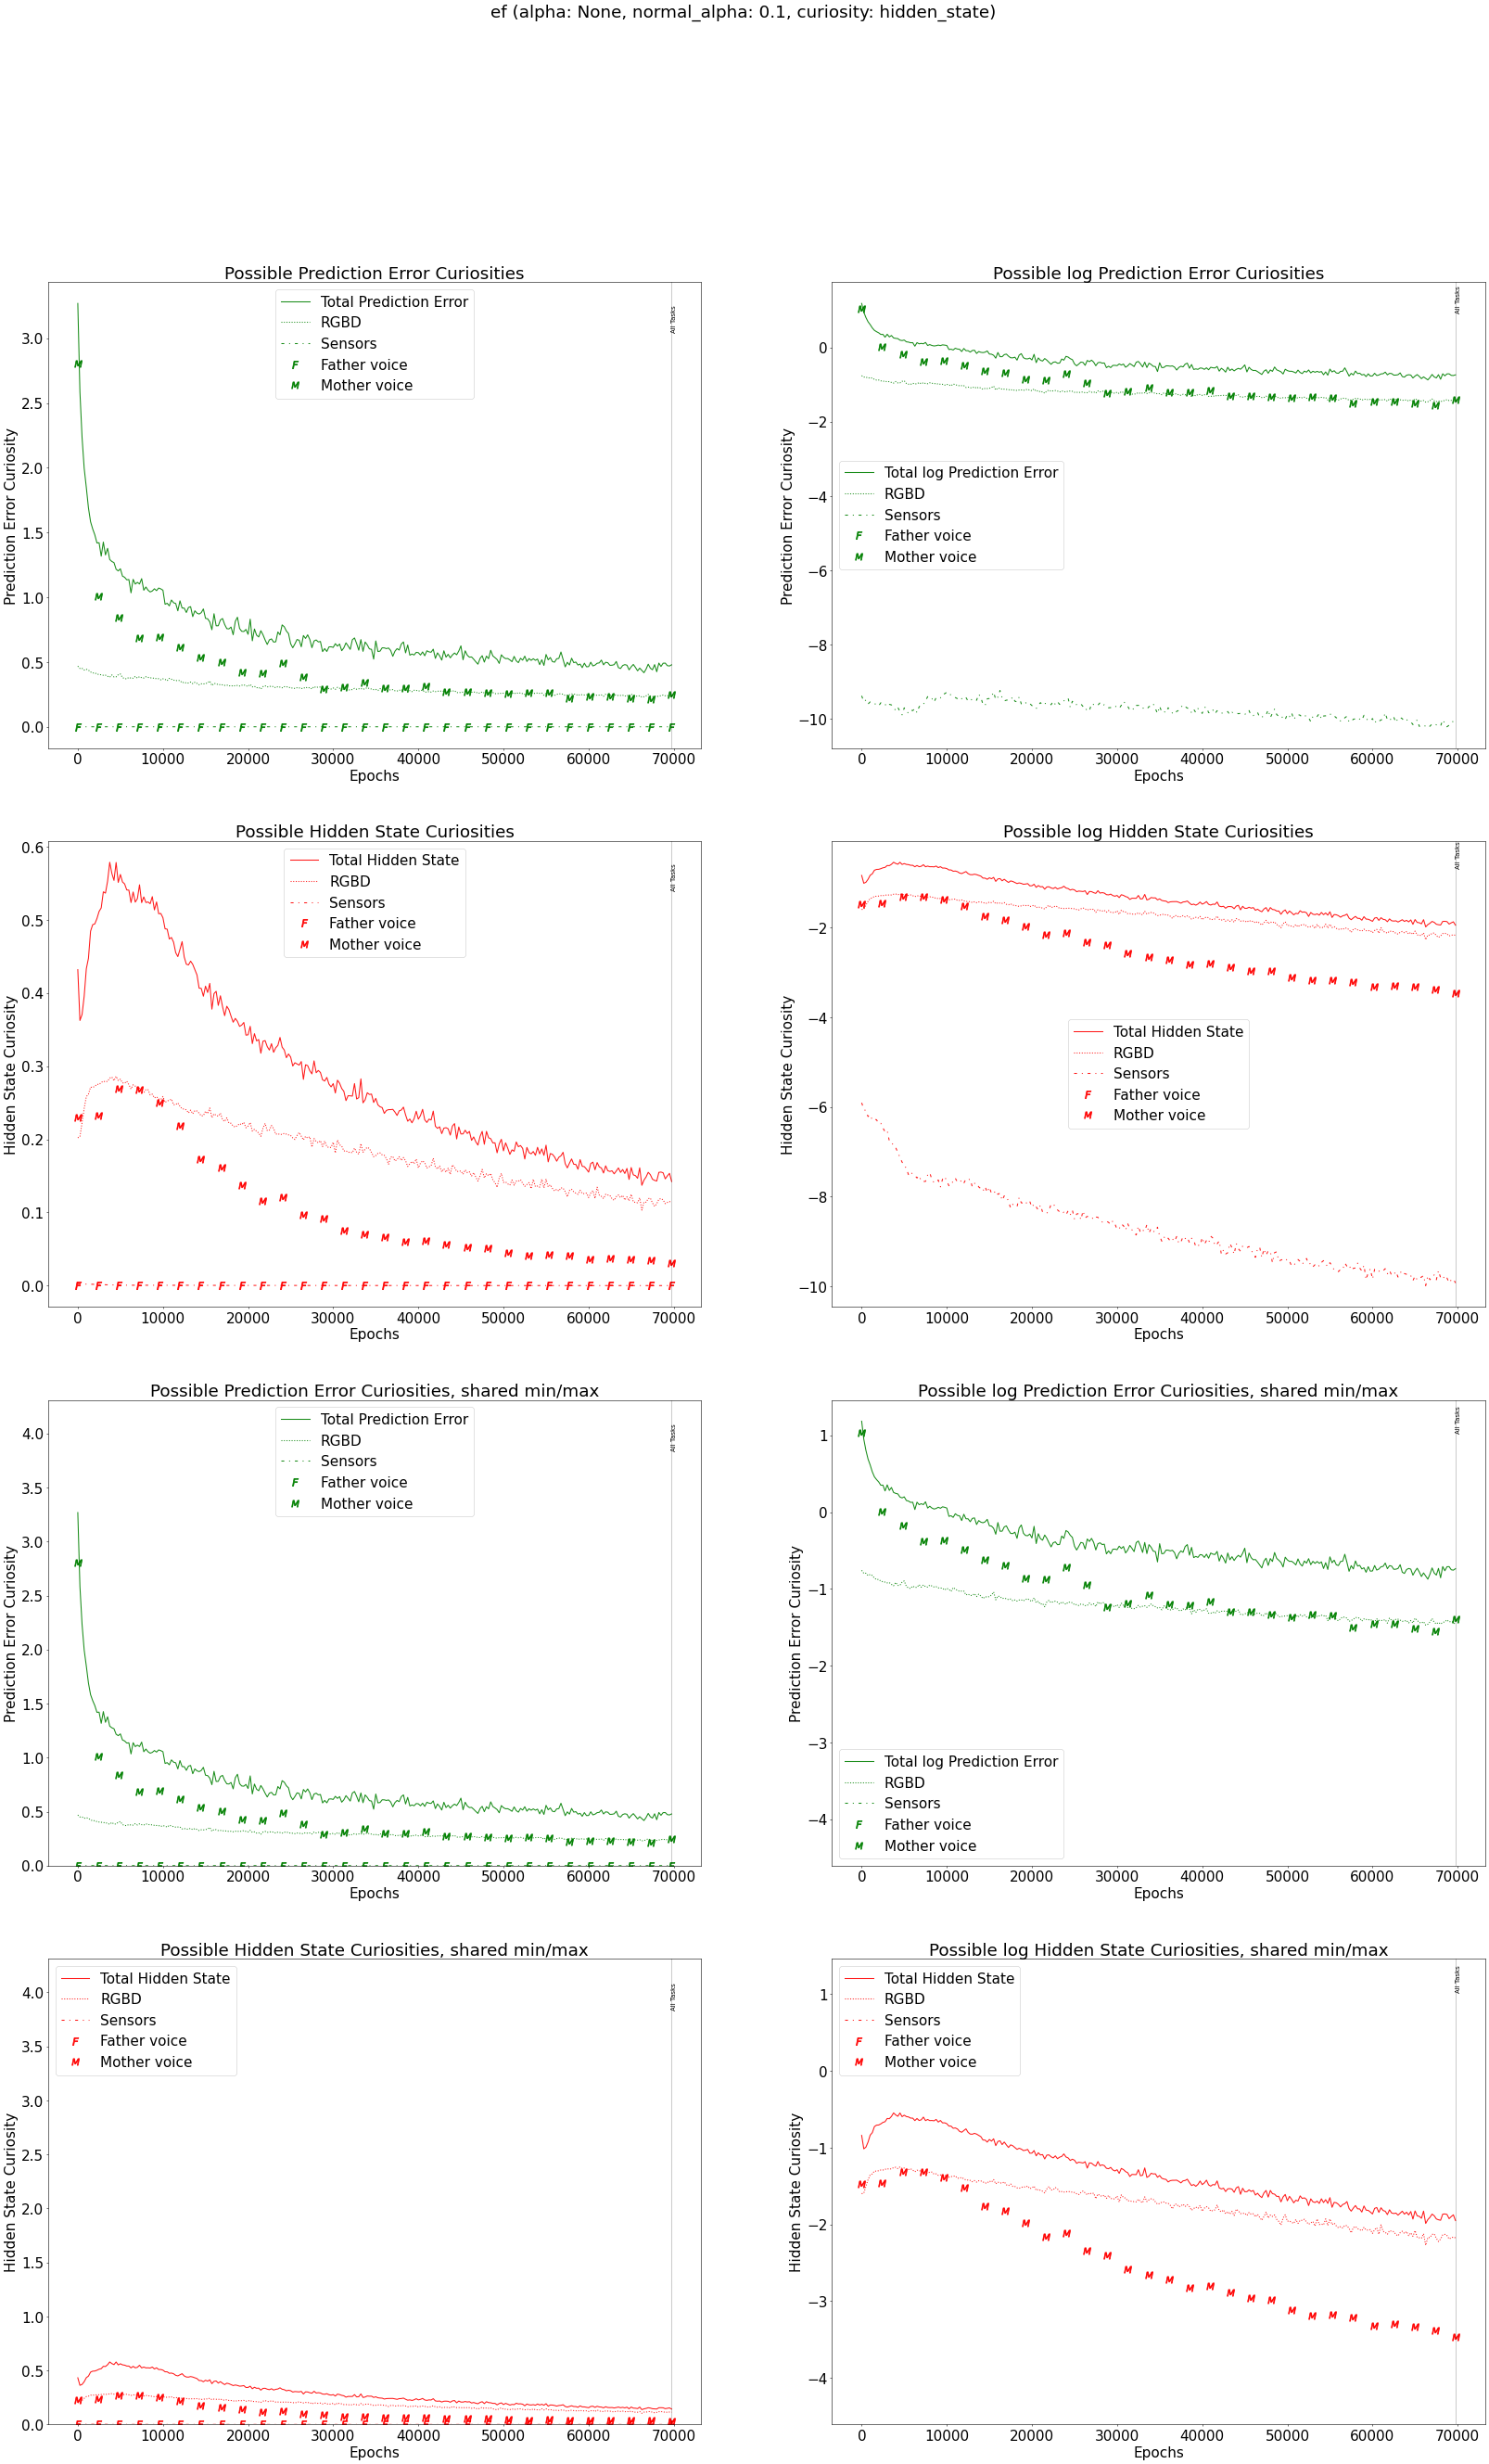 ef (alpha: None, normal_alpha: 0.1, curiosity: hidden_state)
Possible Prediction Error Curiosities
Total Prediction Error
RGBD
Sensors
F Father voice
M Mother voice
All Tasks
Prediction Error Curiosity
3.0
2.5
2.0
1.5
1.0
0.5
0.0
0 10000 20000 30000 40000 50000 60000 70000
Epochs
Possible log Prediction Error Curiosities
Total log Prediction Error
RGBD
Sensors
F Father voice
M Mother voice
All Tasks
Prediction Error Curiosity
0
−2
−4
−6
−8
−10
0 10000 20000 30000 40000 50000 60000 70000
Epochs
Possible Hidden State Curiosities
Total Hidden State
RGBD
Sensors
F Father voice
M Mother voice
All Tasks
Hidden State Curiosity
0.6
0.5
0.4
0.3
0.2
0.1
0.0
0 10000 20000 30000 40000 50000 60000 70000
Epochs
Possible log Hidden State Curiosities
Total Hidden State
RGBD
Sensors
F Father voice
M Mother voice
All Tasks
Hidden State Curiosity
−2
−4
−6
−8
−10
0 10000 20000 30000 40000 50000 60000 70000
Epochs
Possible Prediction Error Curiosities, shared min/max
Total Prediction Error
RGBD
Sensors
F Father voice
M Mother voice
All Tasks
Prediction Error Curiosity
4.0
3.5
3.0
2.5
2.0
1.5
1.0
0.5
0.0
0 10000 20000 30000 40000 50000 60000 70000
Epochs
Possible log Prediction Error Curiosities, shared min/max
Total log Prediction Error
RGBD
Sensors
F Father voice
M Mother voice
All Tasks
Prediction Error Curiosity
1
0
−1
−2
−3
−4
0 10000 20000 30000 40000 50000 60000 70000
Epochs
Possible Hidden State Curiosities, shared min/max
Total Hidden State
RGBD
Sensors
F Father voice
M Mother voice
All Tasks
Hidden State Curiosity
4.0
3.5
3.0
2.5
2.0
1.5
1.0
0.5
0.0
0 10000 20000 30000 40000 50000 60000 70000
Epochs
Possible log Hidden State Curiosities, shared min/max
Total Hidden State
RGBD
Sensors
F Father voice
M Mother voice
All Tasks
Hidden State Curiosity
1
0
−1
−2
−3
−4
0 10000 20000 30000 40000 50000 60000 70000
Epochs